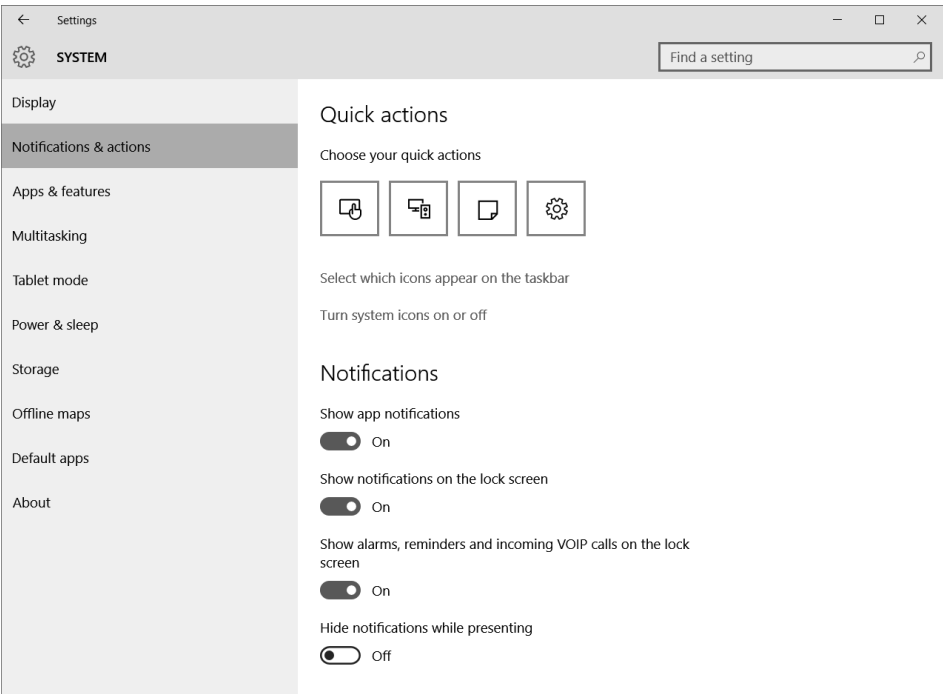 Settings
SYSTEM
Find a setting
Display
Notifications & actions
Apps & features
Multitasking
Tablet mode
Power & sleep
Storage
Offline maps
Default apps
About
Quick actions
Choose your quick actions
Select which icons appear on the taskbar
Turn system icons on or off
Notifications
Show app notifications
On
Show notifications on the lock screen
On
Show alarms, reminders and incoming VOIP calls on the lock
screen
On
Hide notifications while presenting
Off